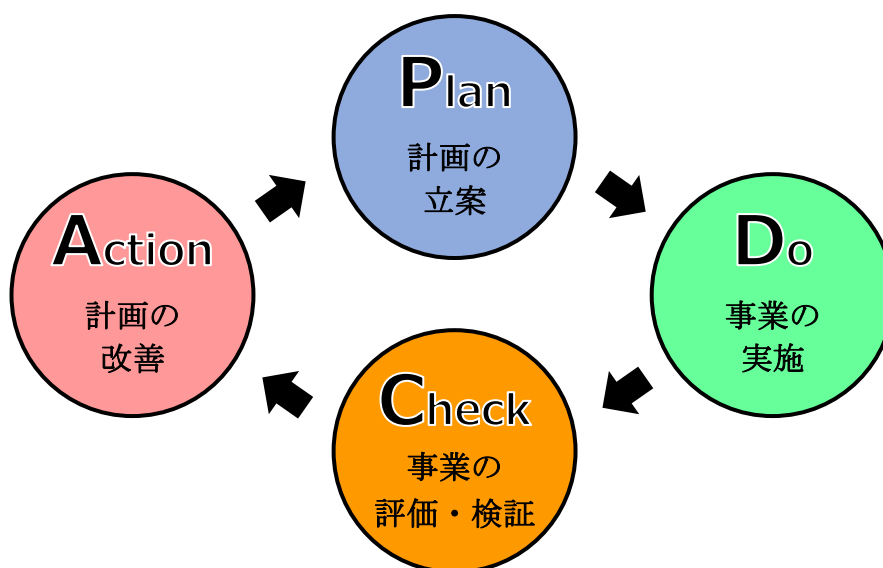 Plan
計画の
立案
Do
事業の
実施
Check
事業の
評価・検証
Action
計画の
改善